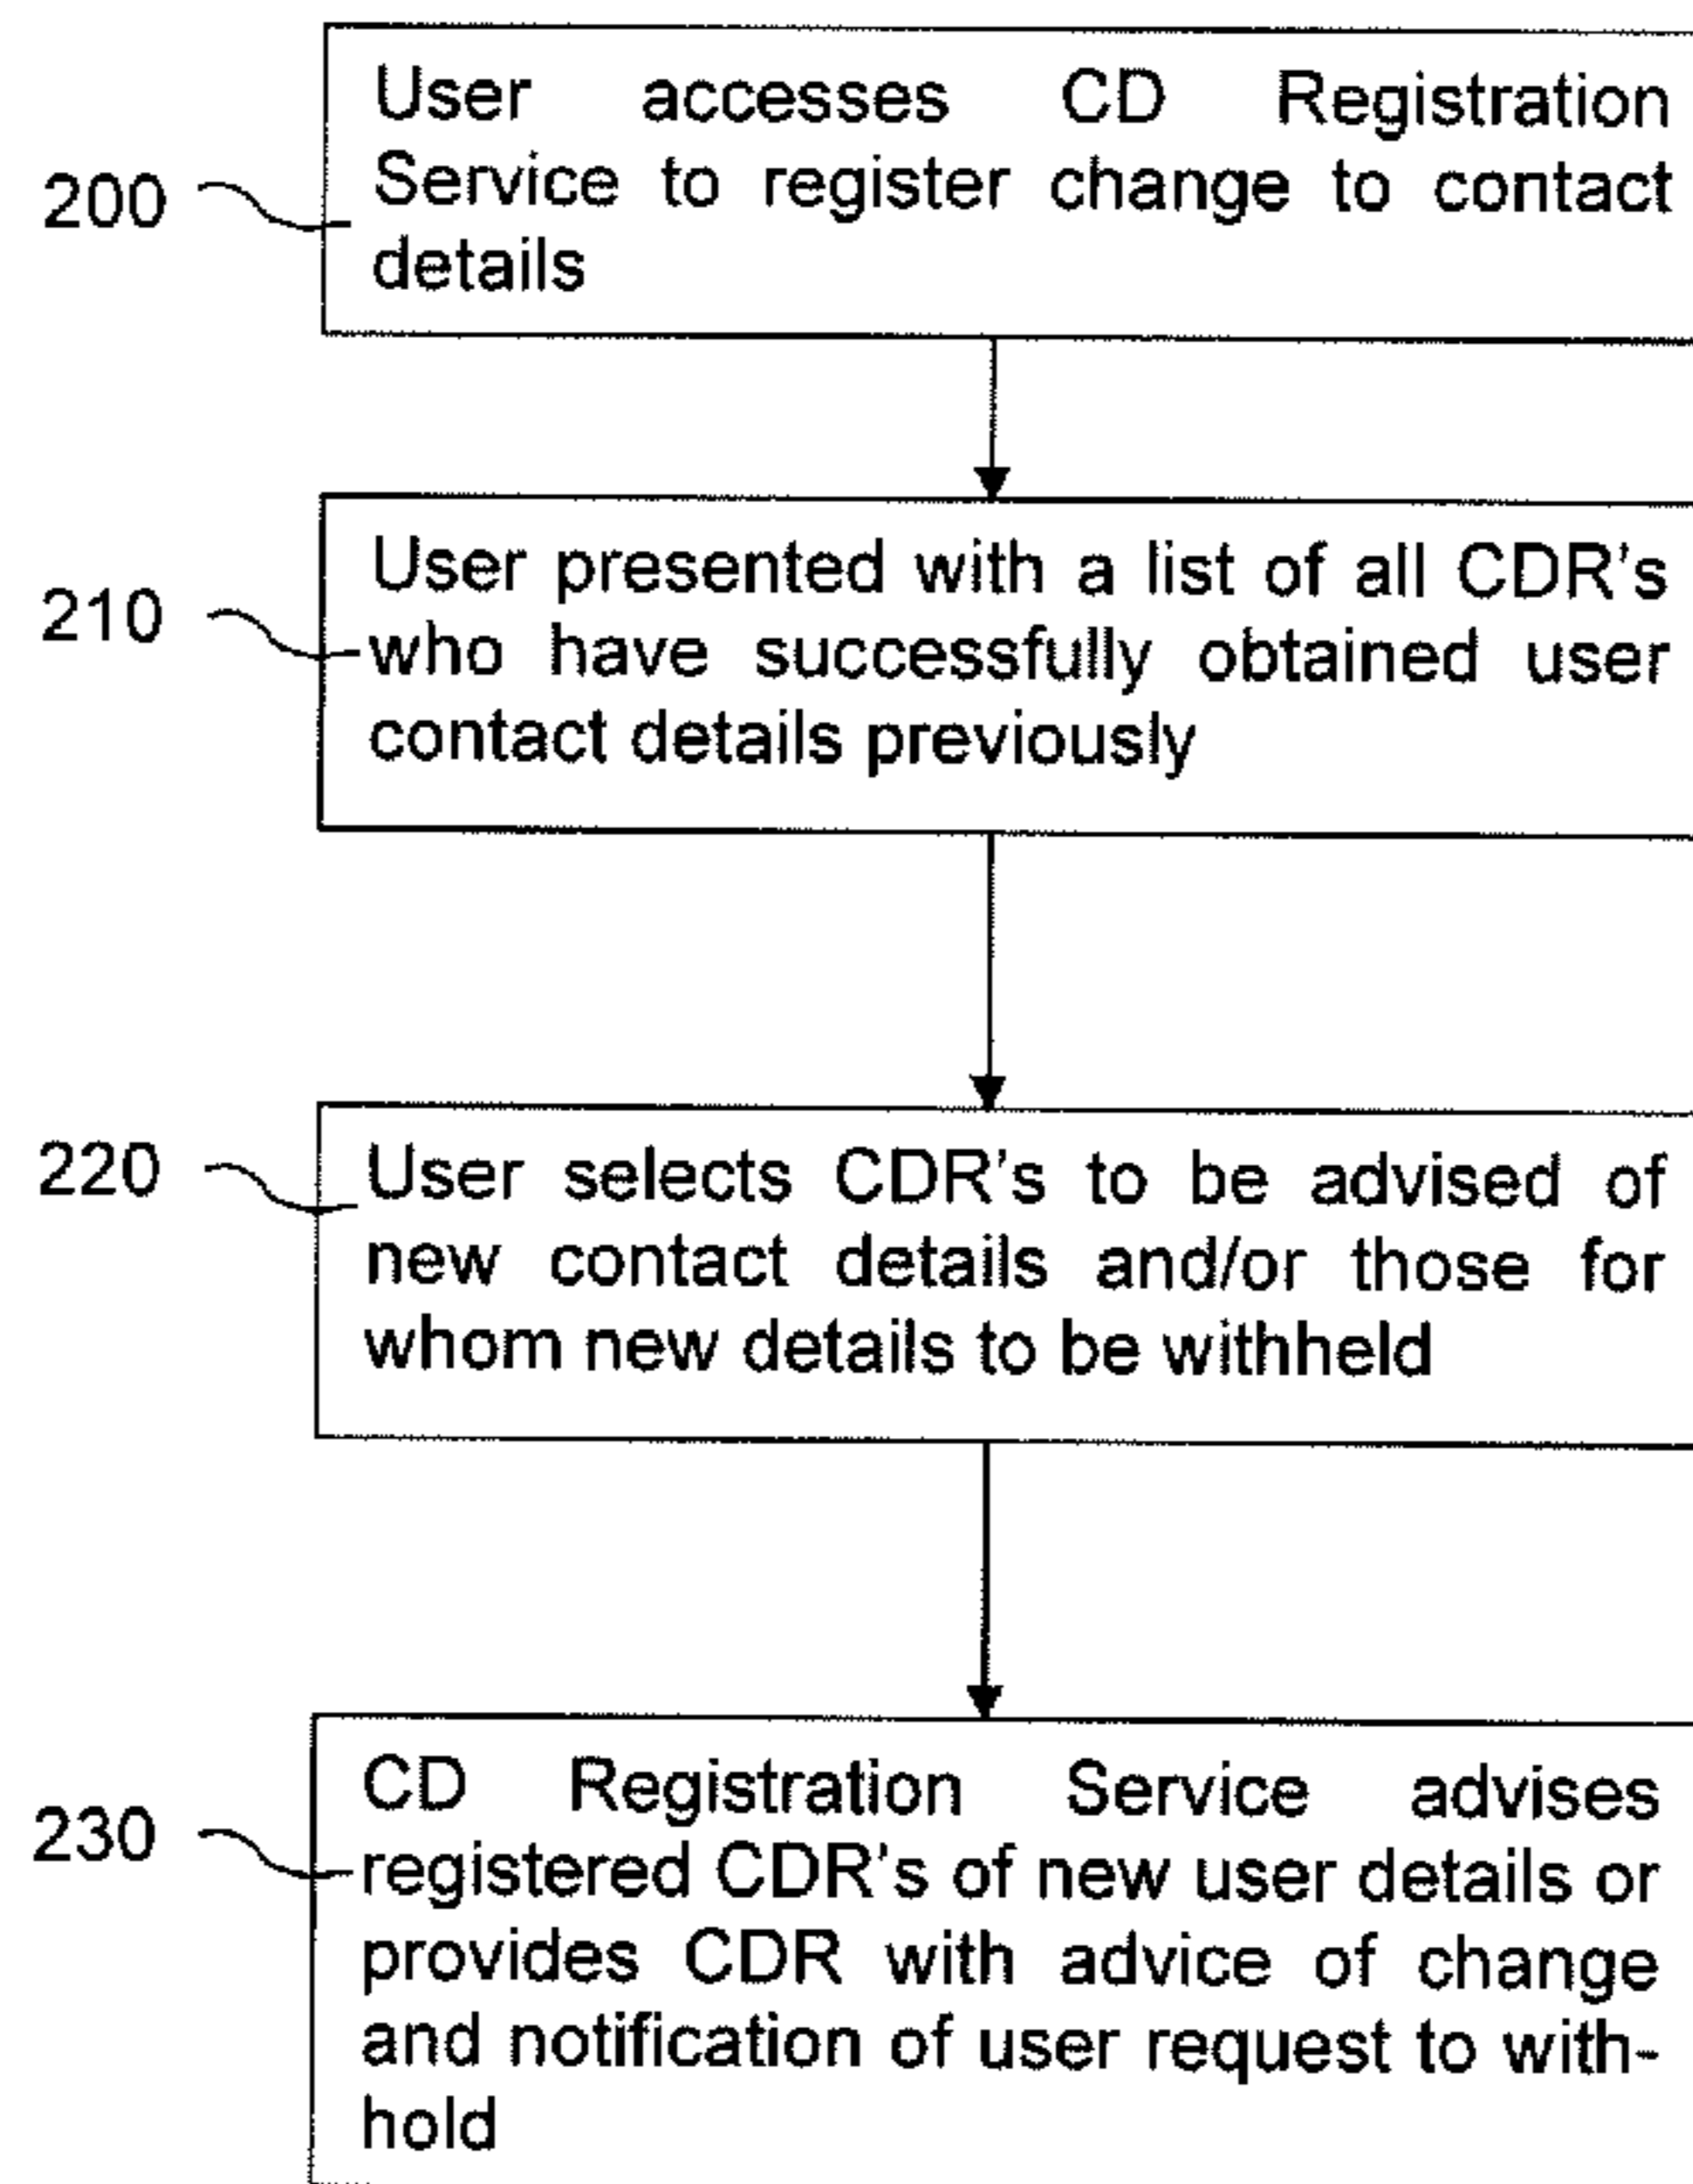 User accesses CD Registration
200
Service to register change to contact
details
User presented with a list of all CDR's
210
who have successfully obtained user
contact details previously
220
User selects CDR's to be advised of
new contact details and/or those for
whom new details to be withheld
CD Registration Service advises
230
registered CDR's of new user details or
provides CDR with advice of change
and notification of user request to with-
hold